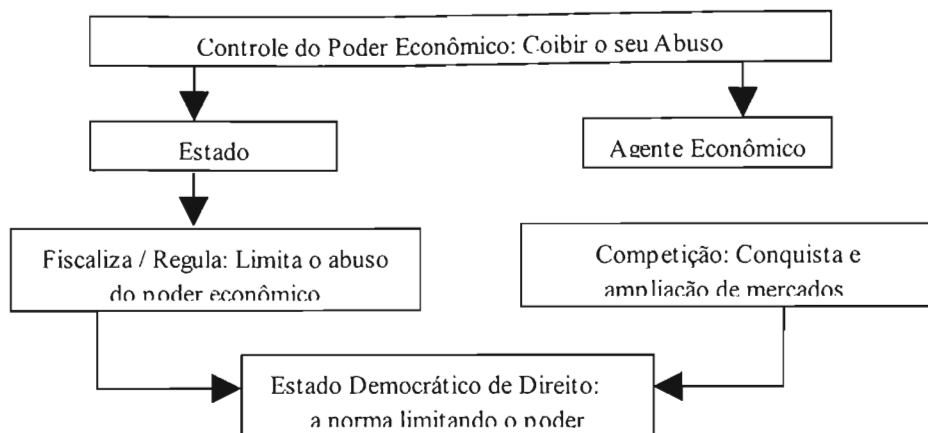 Controle do Poder Econômico: Coibir o seu Abuso
Estado
Agente Econômico
Fiscaliza / Regula: Limita o abuso
do poder econômico
Competição: Conquista e
ampliação de mercados
Estado Democrático de Direito:
a norma limitando o poder